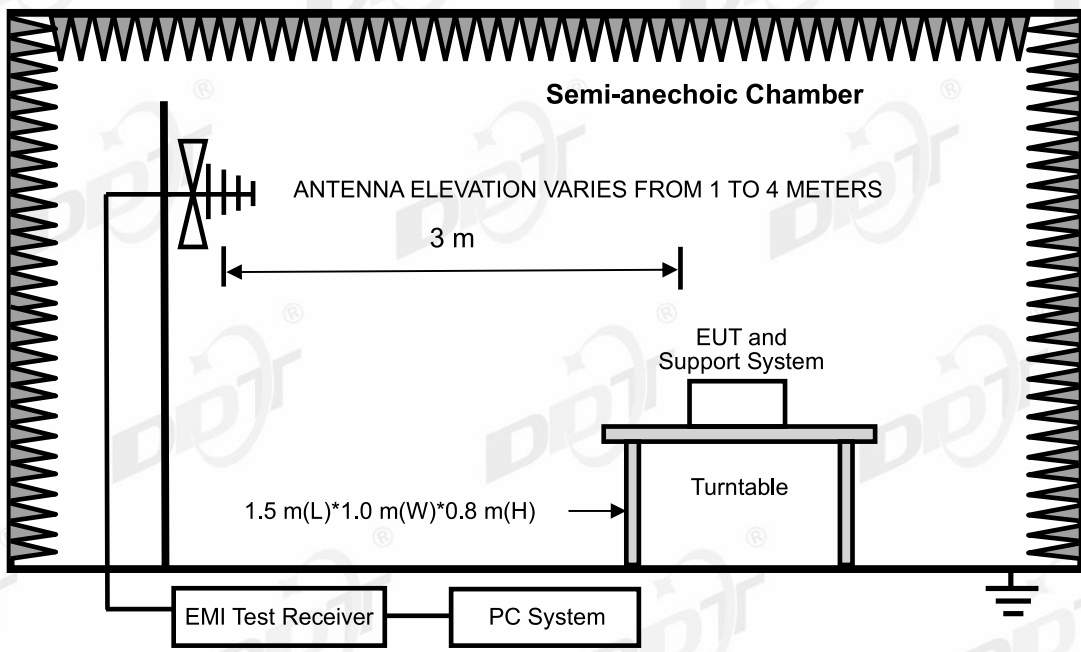 Semi-anechoic Chamber
ANTENNA ELEVATION VARIES FROM 1 TO 4 METERS
3 m
EUT and
Support System
Turntable
1.5 m(L)*1.0 m(W)*0.8 m(H)
EMI Test Receiver
PC System
DDT
®